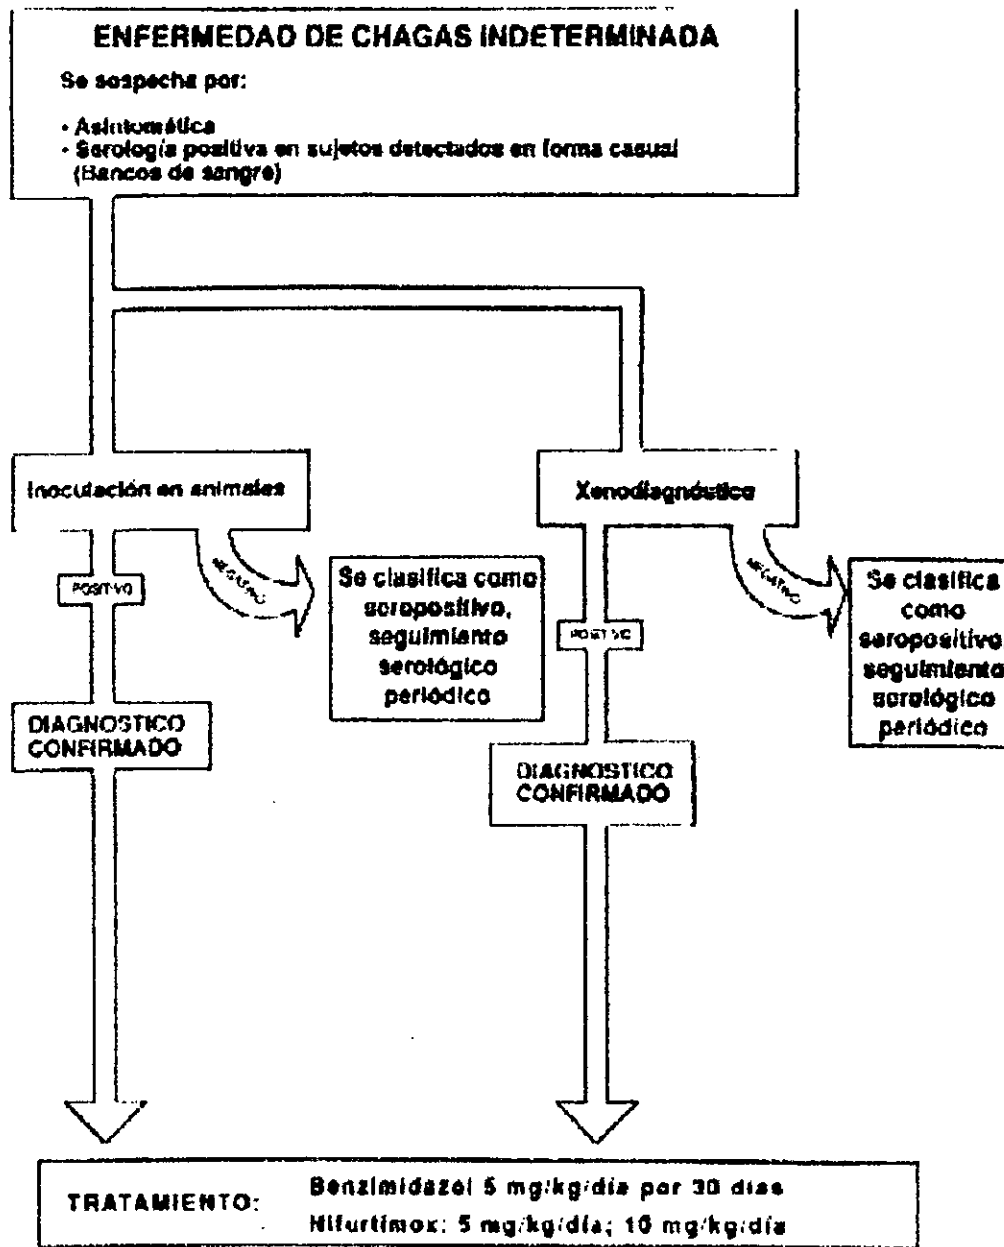 ENFERMEDAD DE CHAGAS INDETERMINADA
Se sospecha por:
- Asintomática
- Serología positiva en sujetos detectados en forma casual
(Bancos de sangre)
Inoculación en animales
Xenodiagnóstico
NEGATIVO
NEGATIVO
POSITIVO
POSITIVO
Se clasifica como
seropositivo,
seguimiento
serológico
periódico
Se clasifica
como
seropositivo
seguimiento
serológico
periódico
DIAGNOSTICO
CONFIRMADO
DIAGNOSTICO
CONFIRMADO
TRATAMIENTO:
Benzimidazol 5 mg/kg/día por 30 días
Nifurtimox: 5 mg/kg/día; 10 mg/kg/día